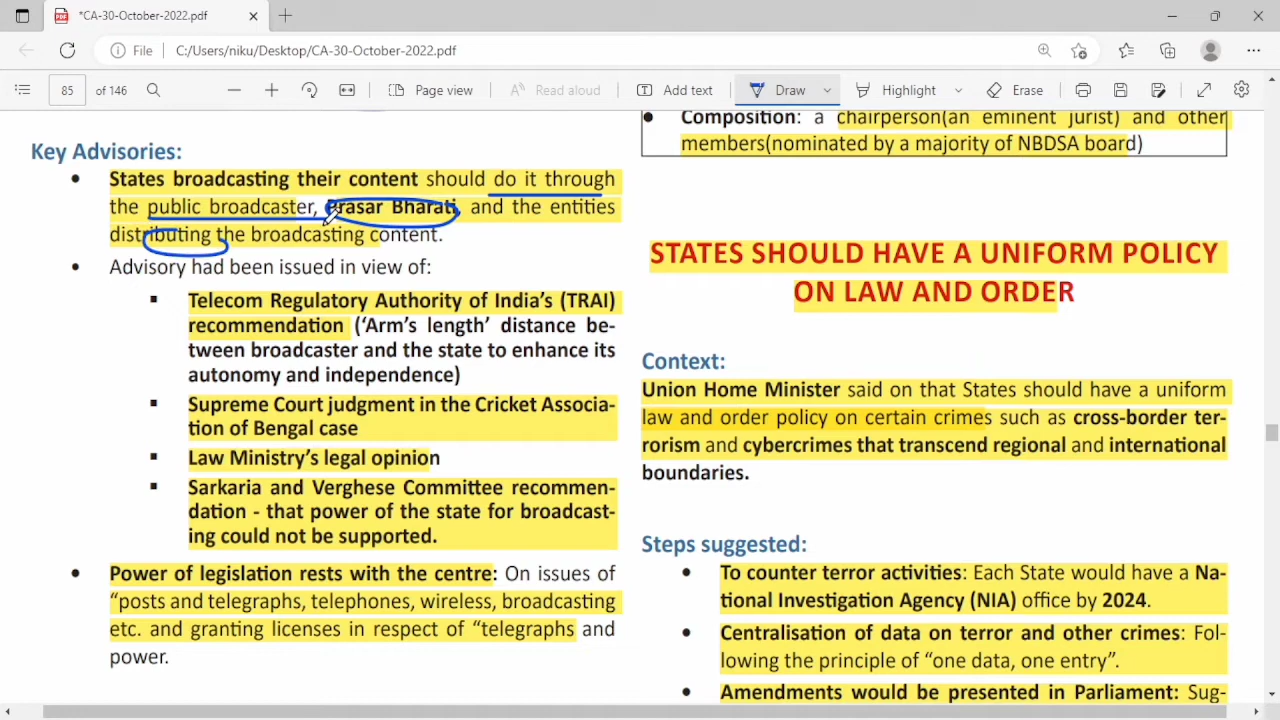 *CA-30-October-2022.pdf
File
C:/Users/niku/Desktop/CA-30-October-2022.pdf
85 of 146
Page view
Read aloud
Add text
Draw
Highlight
Erase
Key Advisories:
• States broadcasting their content should do it through
the public broadcaster, Prasar Bharati, and the entities
distributing the broadcasting content.
• Advisory had been issued in view of:
▪ Telecom Regulatory Authority of India’s (TRAI)
recommendation (‘Arm’s length’ distance be-
tween broadcaster and the state to enhance its
autonomy and independence)
▪ Supreme Court judgment in the Cricket Associa-
tion of Bengal case
▪ Law Ministry’s legal opinion
▪ Sarkaria and Verghese Committee recommen-
dation - that power of the state for broadcast-
ing could not be supported.
• Power of legislation rests with the centre: On issues of
“posts and telegraphs, telephones, wireless, broadcasting
etc. and granting licenses in respect of “telegraphs and
power.
• Composition: a chairperson(an eminent jurist) and other
members(nominated by a majority of NBDSA board)
STATES SHOULD HAVE A UNIFORM POLICY
ON LAW AND ORDER
Context:
Union Home Minister said on that States should have a uniform
law and order policy on certain crimes such as cross-border ter-
rorism and cybercrimes that transcend regional and international
boundaries.
Steps suggested:
• To counter terror activities: Each State would have a Na-
tional Investigation Agency (NIA) office by 2024.
• Centralisation of data on terror and other crimes: Fol-
lowing the principle of “one data, one entry”.
• Amendments would be presented in Parliament: Sug-